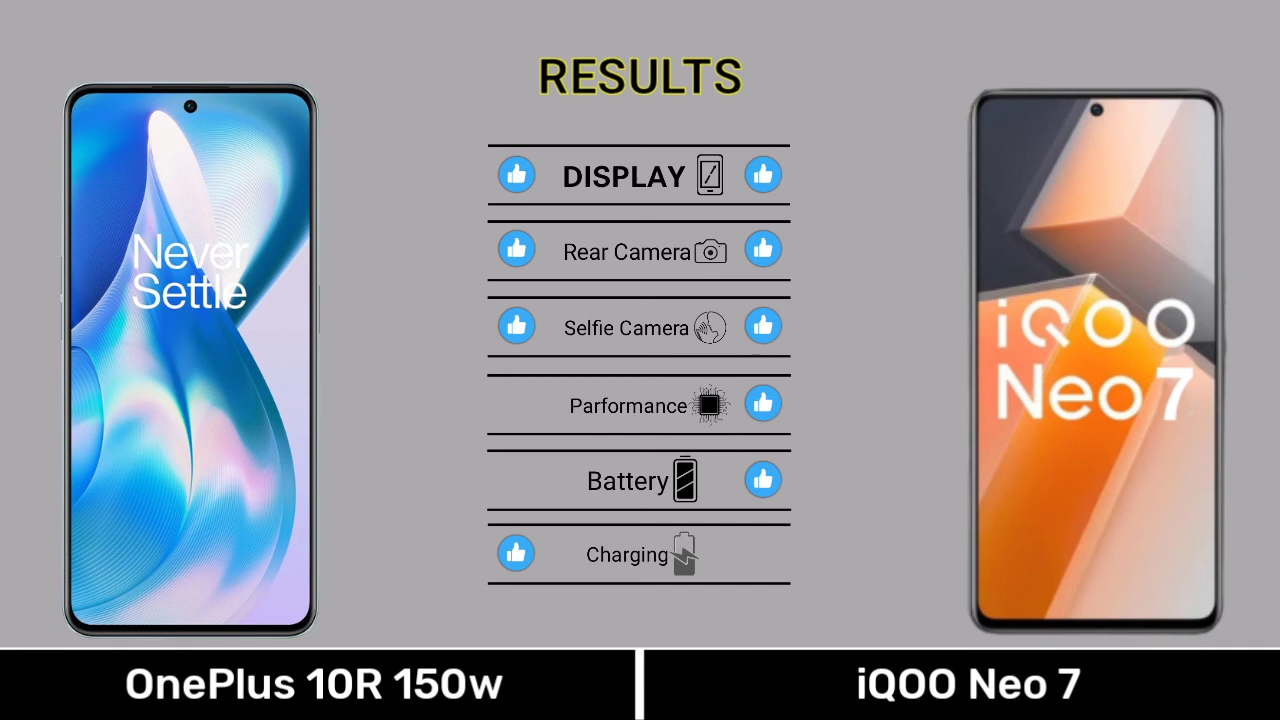 RESULTS
DISPLAY
Rear Camera
Selfie Camera
Parformance
Battery
Charging
Never
Settle
iQOO
Neo 7
OnePlus 10R 150w
iQOO Neo 7